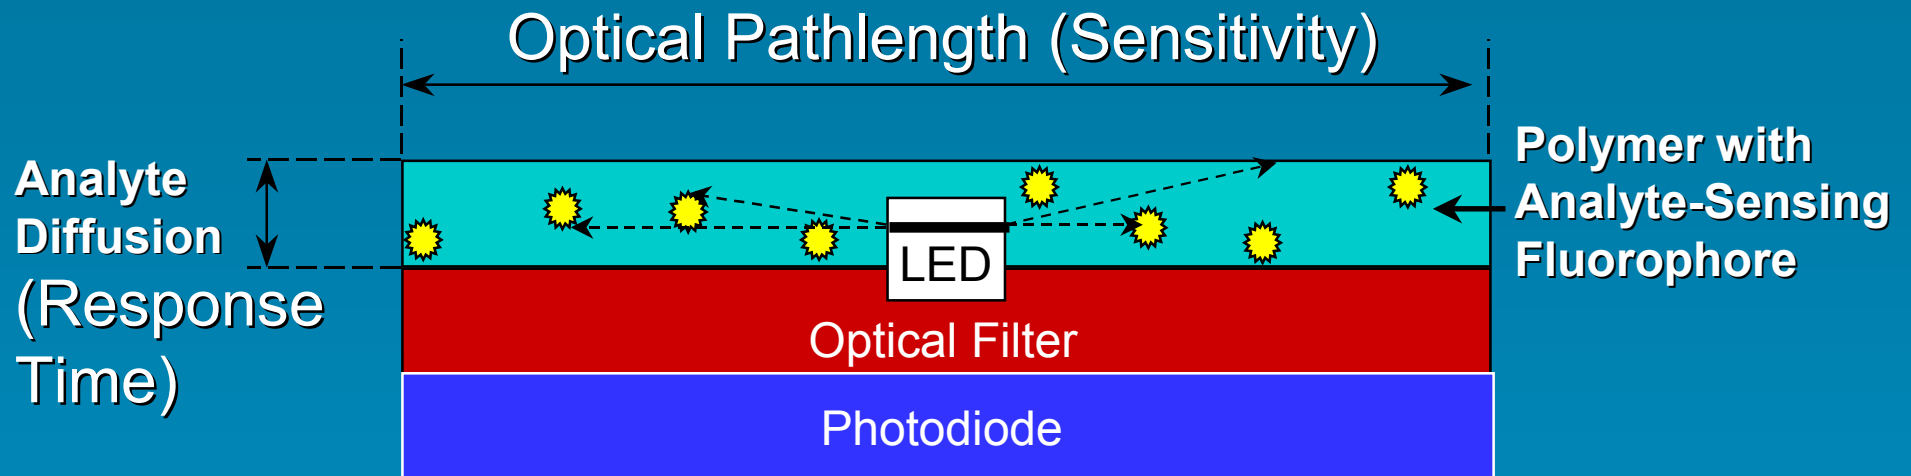 Optical Pathlength (Sensitivity)
Analyte
Diffusion
(Response
Time)
Polymer with
Analyte-Sensing
Fluorophore
LED
Optical Filter
Photodiode